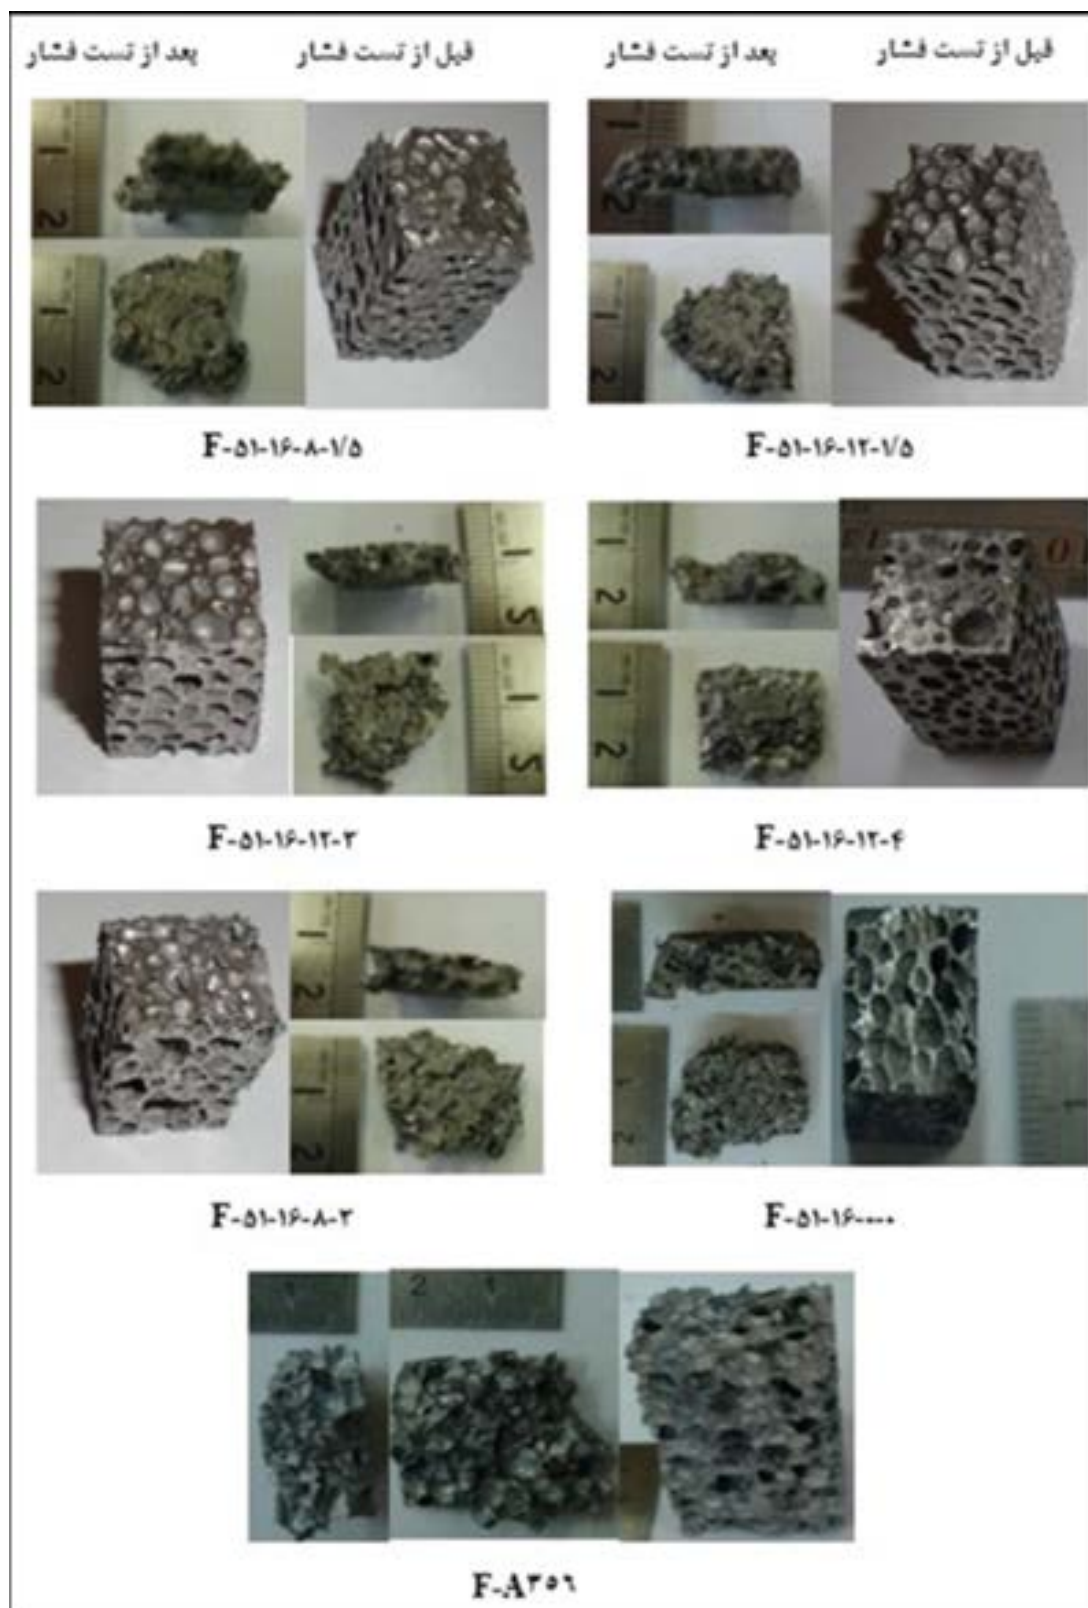 قبل از تست فشار بعد از تست فشار قبل از تست فشار بعد از تست فشار
F-۵۱-۱۶-۱۲-۱/۵ F-۵۱-۱۶-۸-۱/۵
F-۵۱-۱۶-۱۲-۴ F-۵۱-۱۶-۱۲-۳
F-۵۱-۱۶-۰-۰ F-۵۱-۱۶-۸-۳
F-A۳۵۶